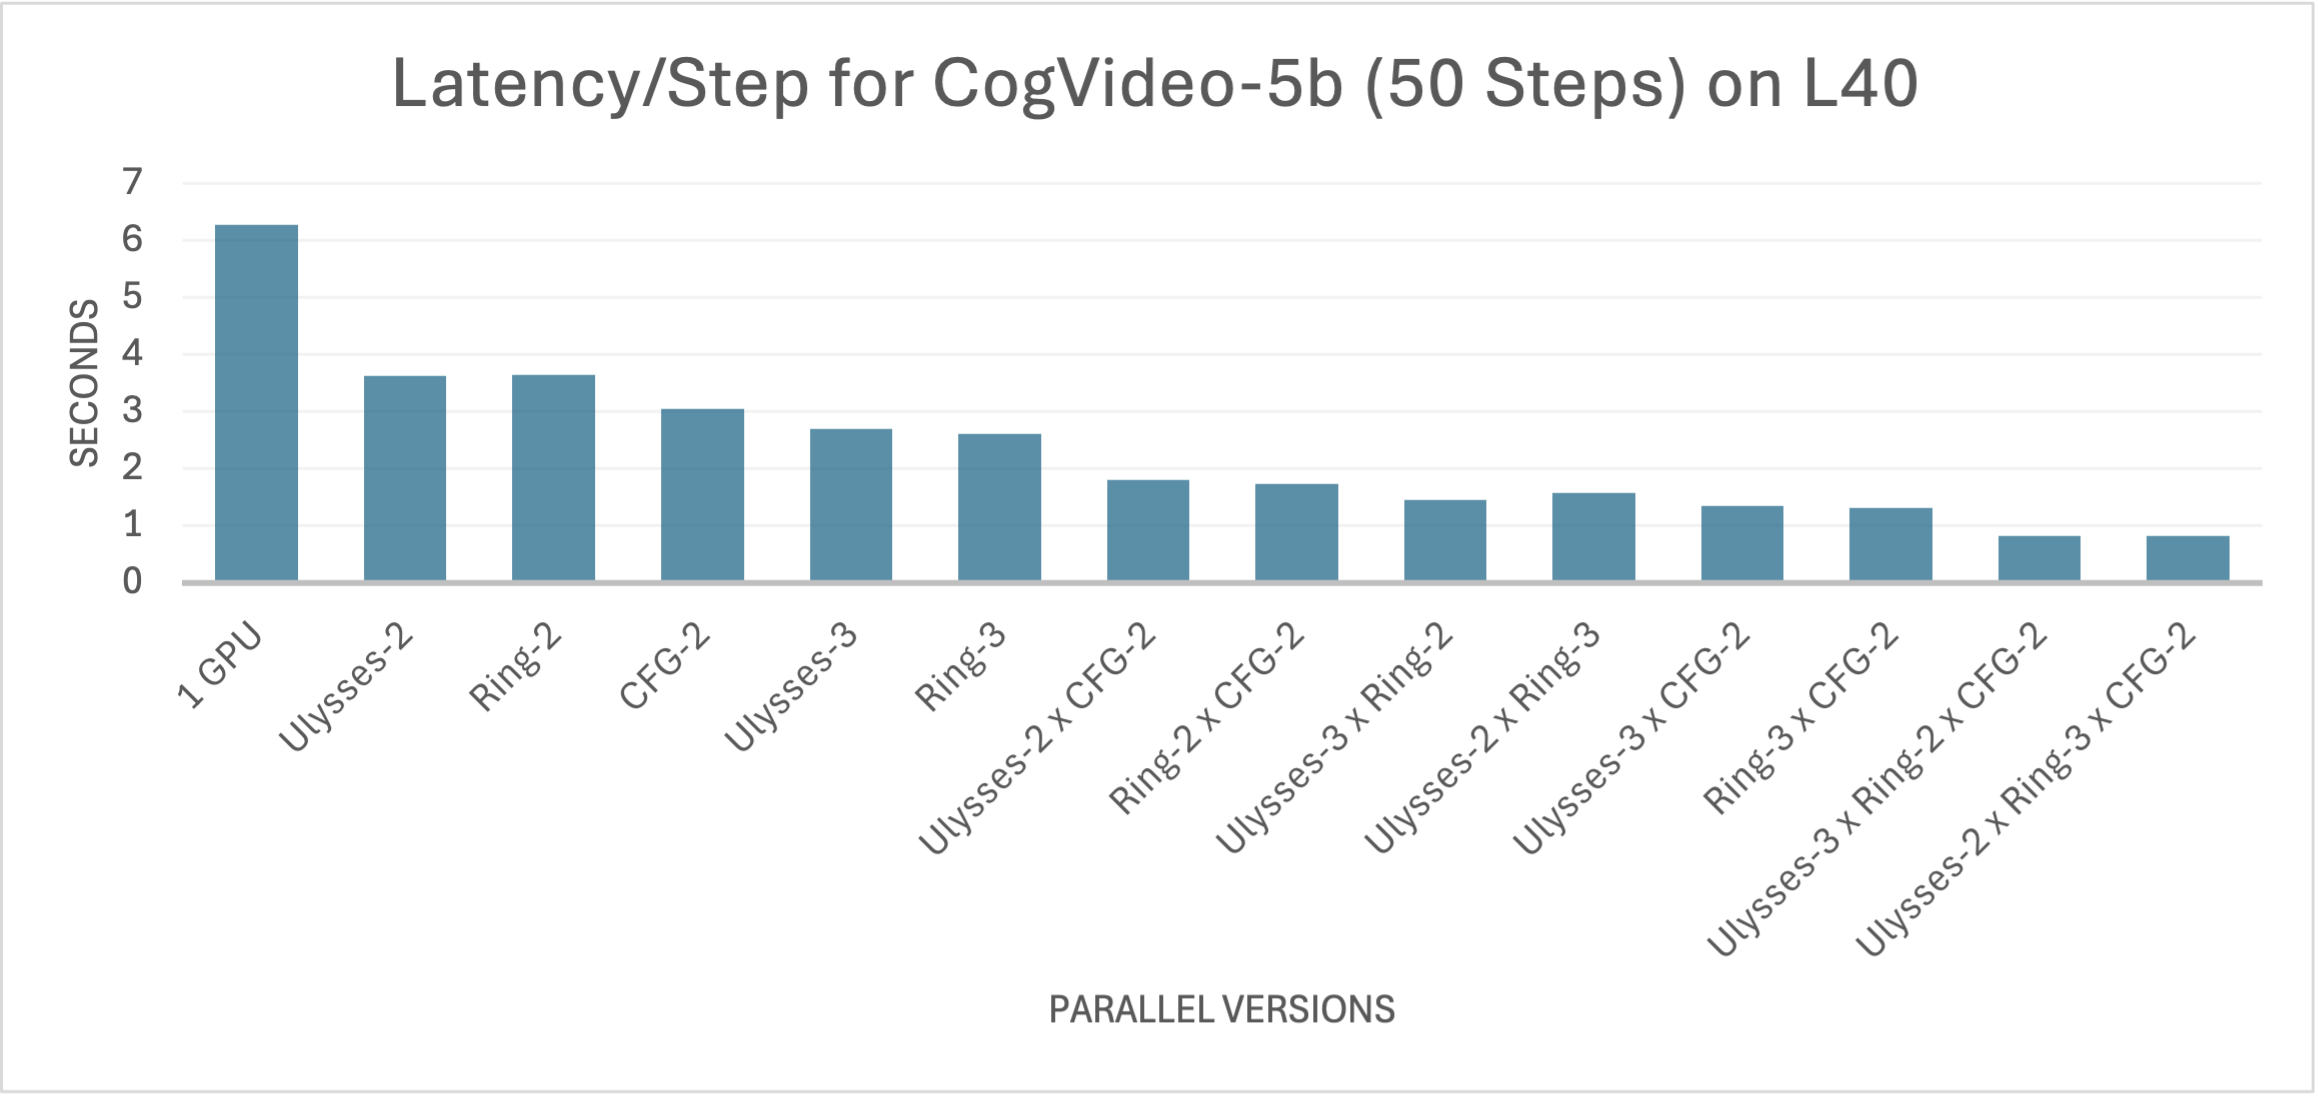 Latency/Step for CogVideo-5b (50 Steps) on L40
7
6
5
4
3
2
1
0
SECONDS
1 GPU
Ulysses-2
Ring-2
CFG-2
Ulysses-3
Ring-3
Ulysses-2 x CFG-2
Ring-2 x CFG-2
Ulysses-3 x Ring-2
Ulysses-2 x Ring-3
Ulysses-3 x CFG-2
Ring-3 x CFG-2
Ulysses-3 x Ring-2 x CFG-2
Ulysses-2 x Ring-3 x CFG-2
PARALLEL VERSIONS